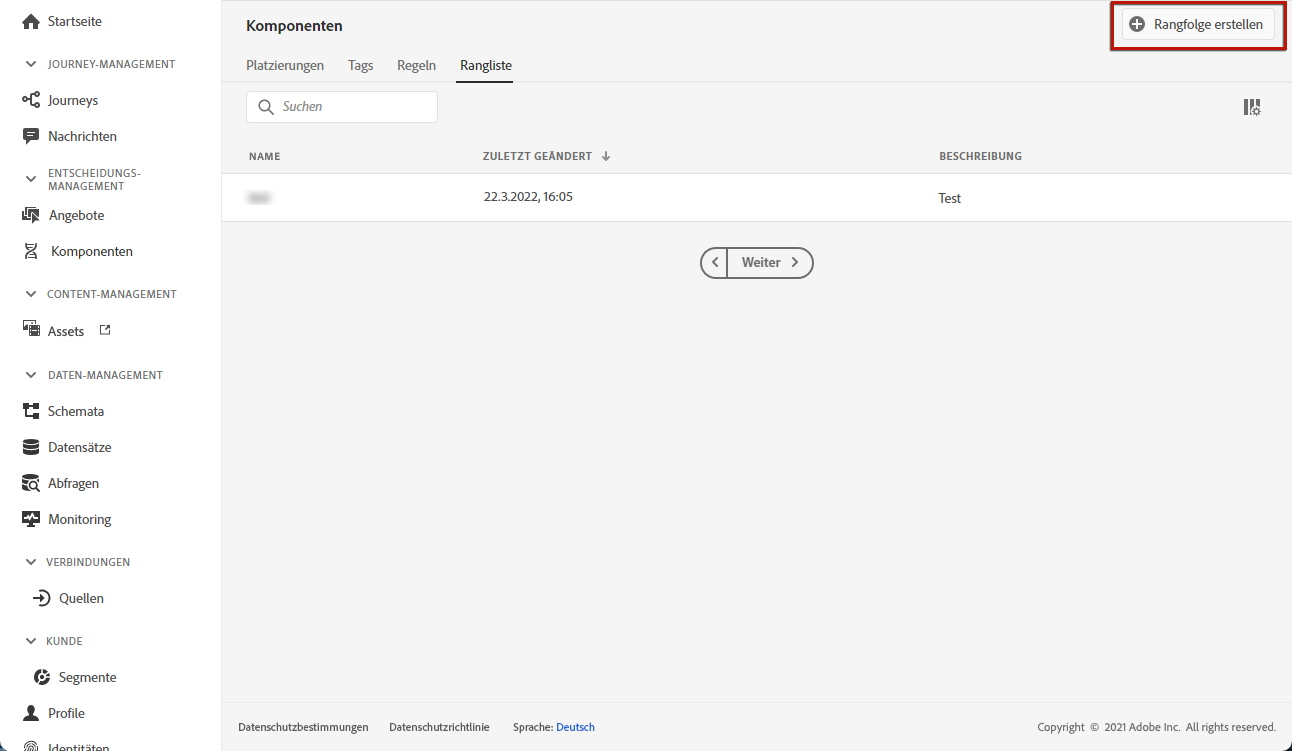 Startseite
JOURNEY-MANAGEMENT
Journeys
Nachrichten
ENTSCHEIDUNGS-
MANAGEMENT
Angebote
Komponenten
CONTENT-MANAGEMENT
Assets
DATEN-MANAGEMENT
Schemata
Datensätze
Abfragen
Monitoring
VERBINDUNGEN
Quellen
KUNDE
Segmente
Profile
Identitäten
Komponenten
Rangfolge erstellen
Platzierungen Tags Regeln Rangliste
Suchen
NAME ZULETZT GEÄNDERT BESCHREIBUNG
22.3.2022, 16:05 Test
Weiter
Datenschutzbestimmungen Datenschutzrichtlinie Sprache: Deutsch Copyright © 2021 Adobe Inc. All rights reserved.